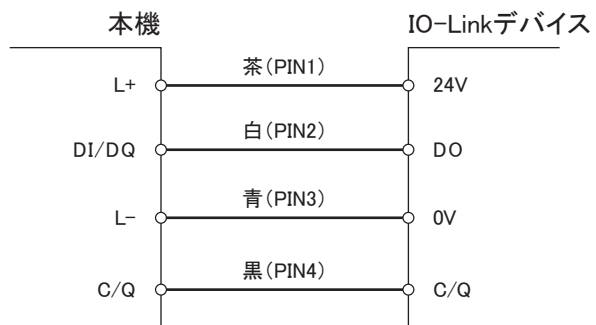 本機 IO-Linkデバイス
L+ 茶(PIN1) 24V
DI/DQ 白(PIN2) DO
L- 青(PIN3) 0V
C/Q 黒(PIN4) C/Q